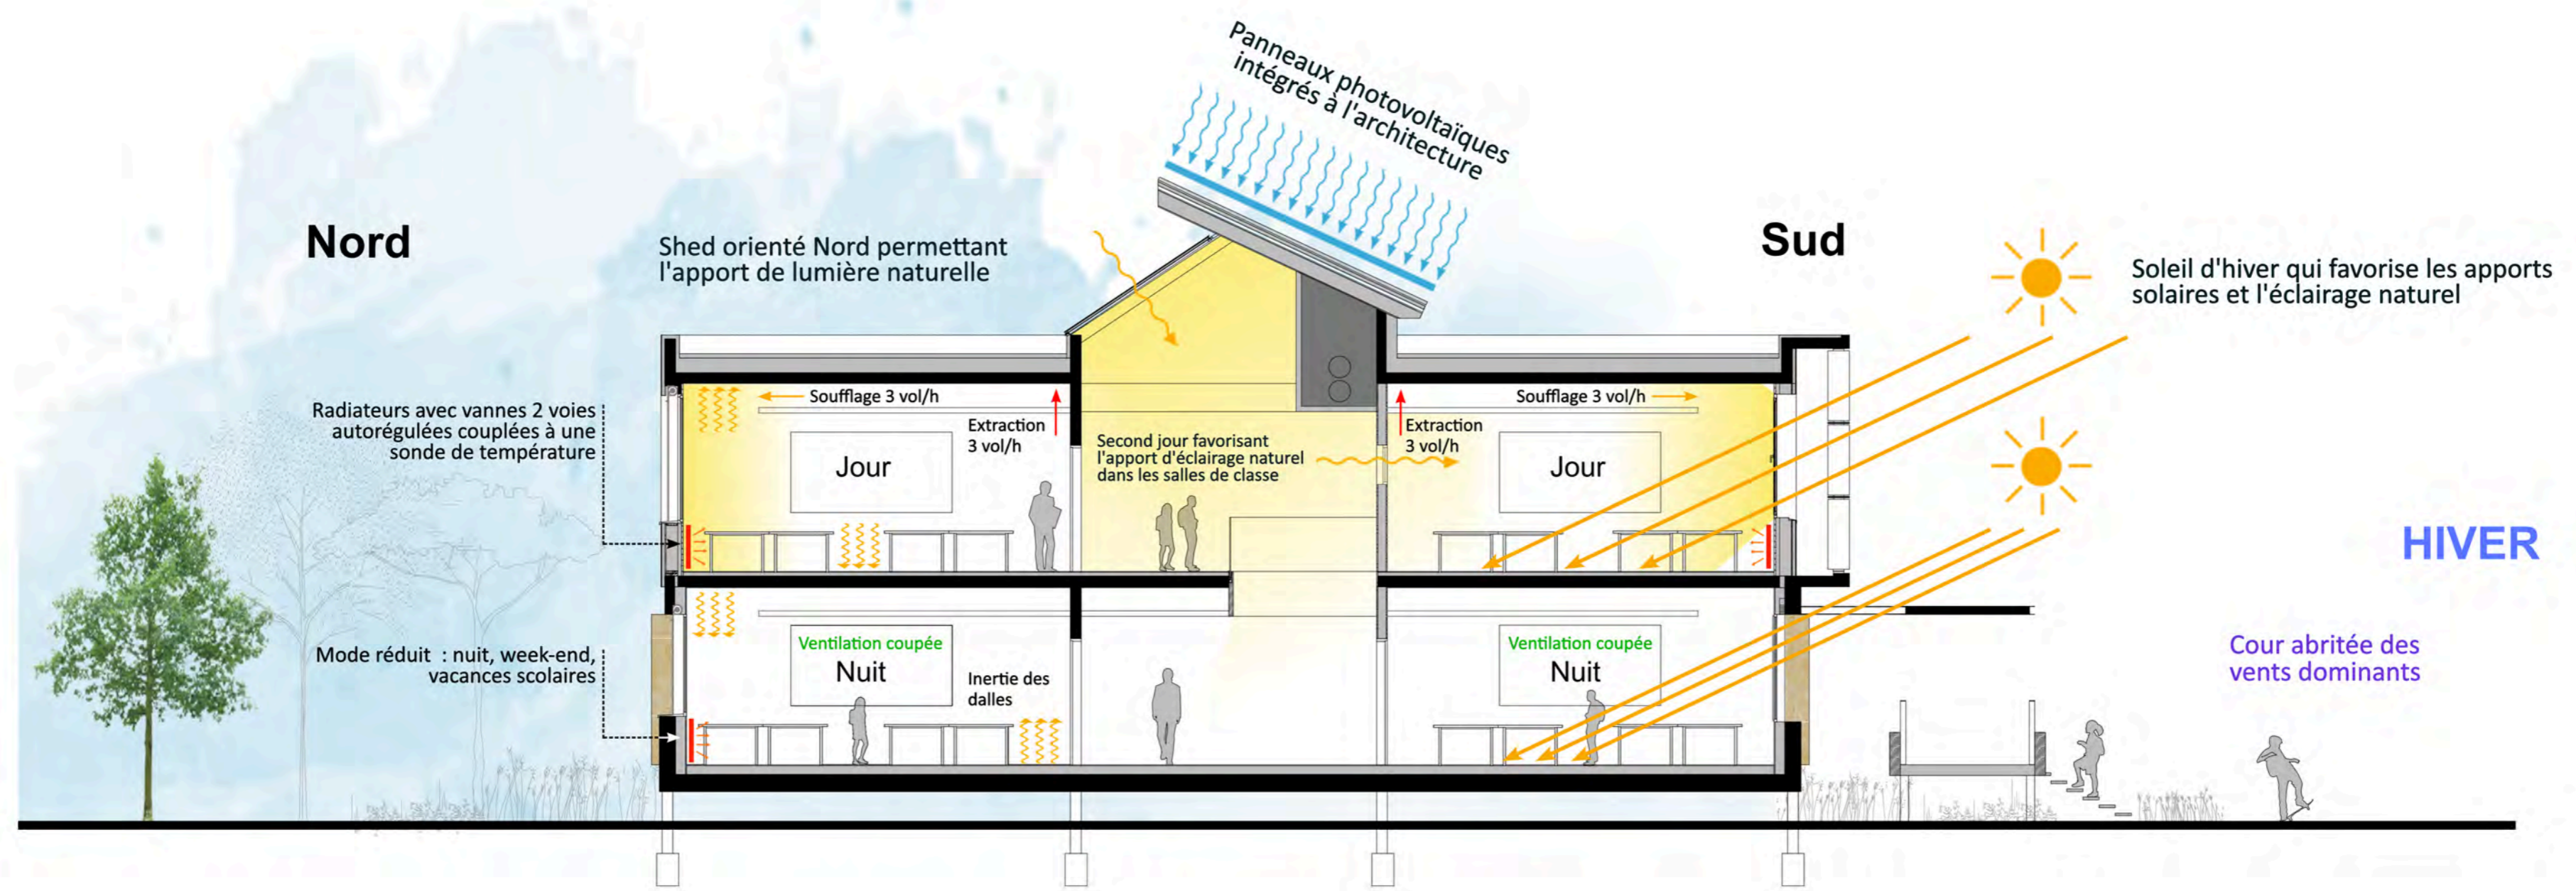 Panneaux photovoltaïques
intégrés à l'architecture
Nord
Shed orienté Nord permettant
l'apport de lumière naturelle
Sud
Soleil d'hiver qui favorise les apports
solaires et l'éclairage naturel
Radiateurs avec vannes 2 voies
autorégulées couplées à une
sonde de température
Soufflage 3 vol/h
Extraction
3 vol/h
Jour
Second jour favorisant
l'apport d'éclairage naturel
dans les salles de classe
Soufflage 3 vol/h
Extraction
3 vol/h
Jour
HIVER
Mode réduit : nuit, week-end,
vacances scolaires
Ventilation coupée
Nuit
Inertie des
dalles
Ventilation coupée
Nuit
Cour abritée des
vents dominants